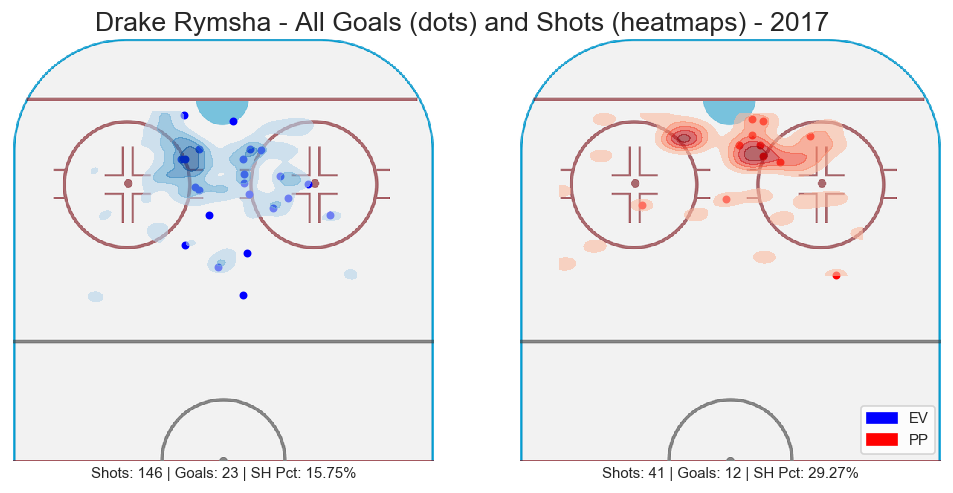 Drake Rymsha - All Goals (dots) and Shots (heatmaps) - 2017
EV
PP
Shots: 146 | Goals: 23 | SH Pct: 15.75%
Shots: 41 | Goals: 12 | SH Pct: 29.27%